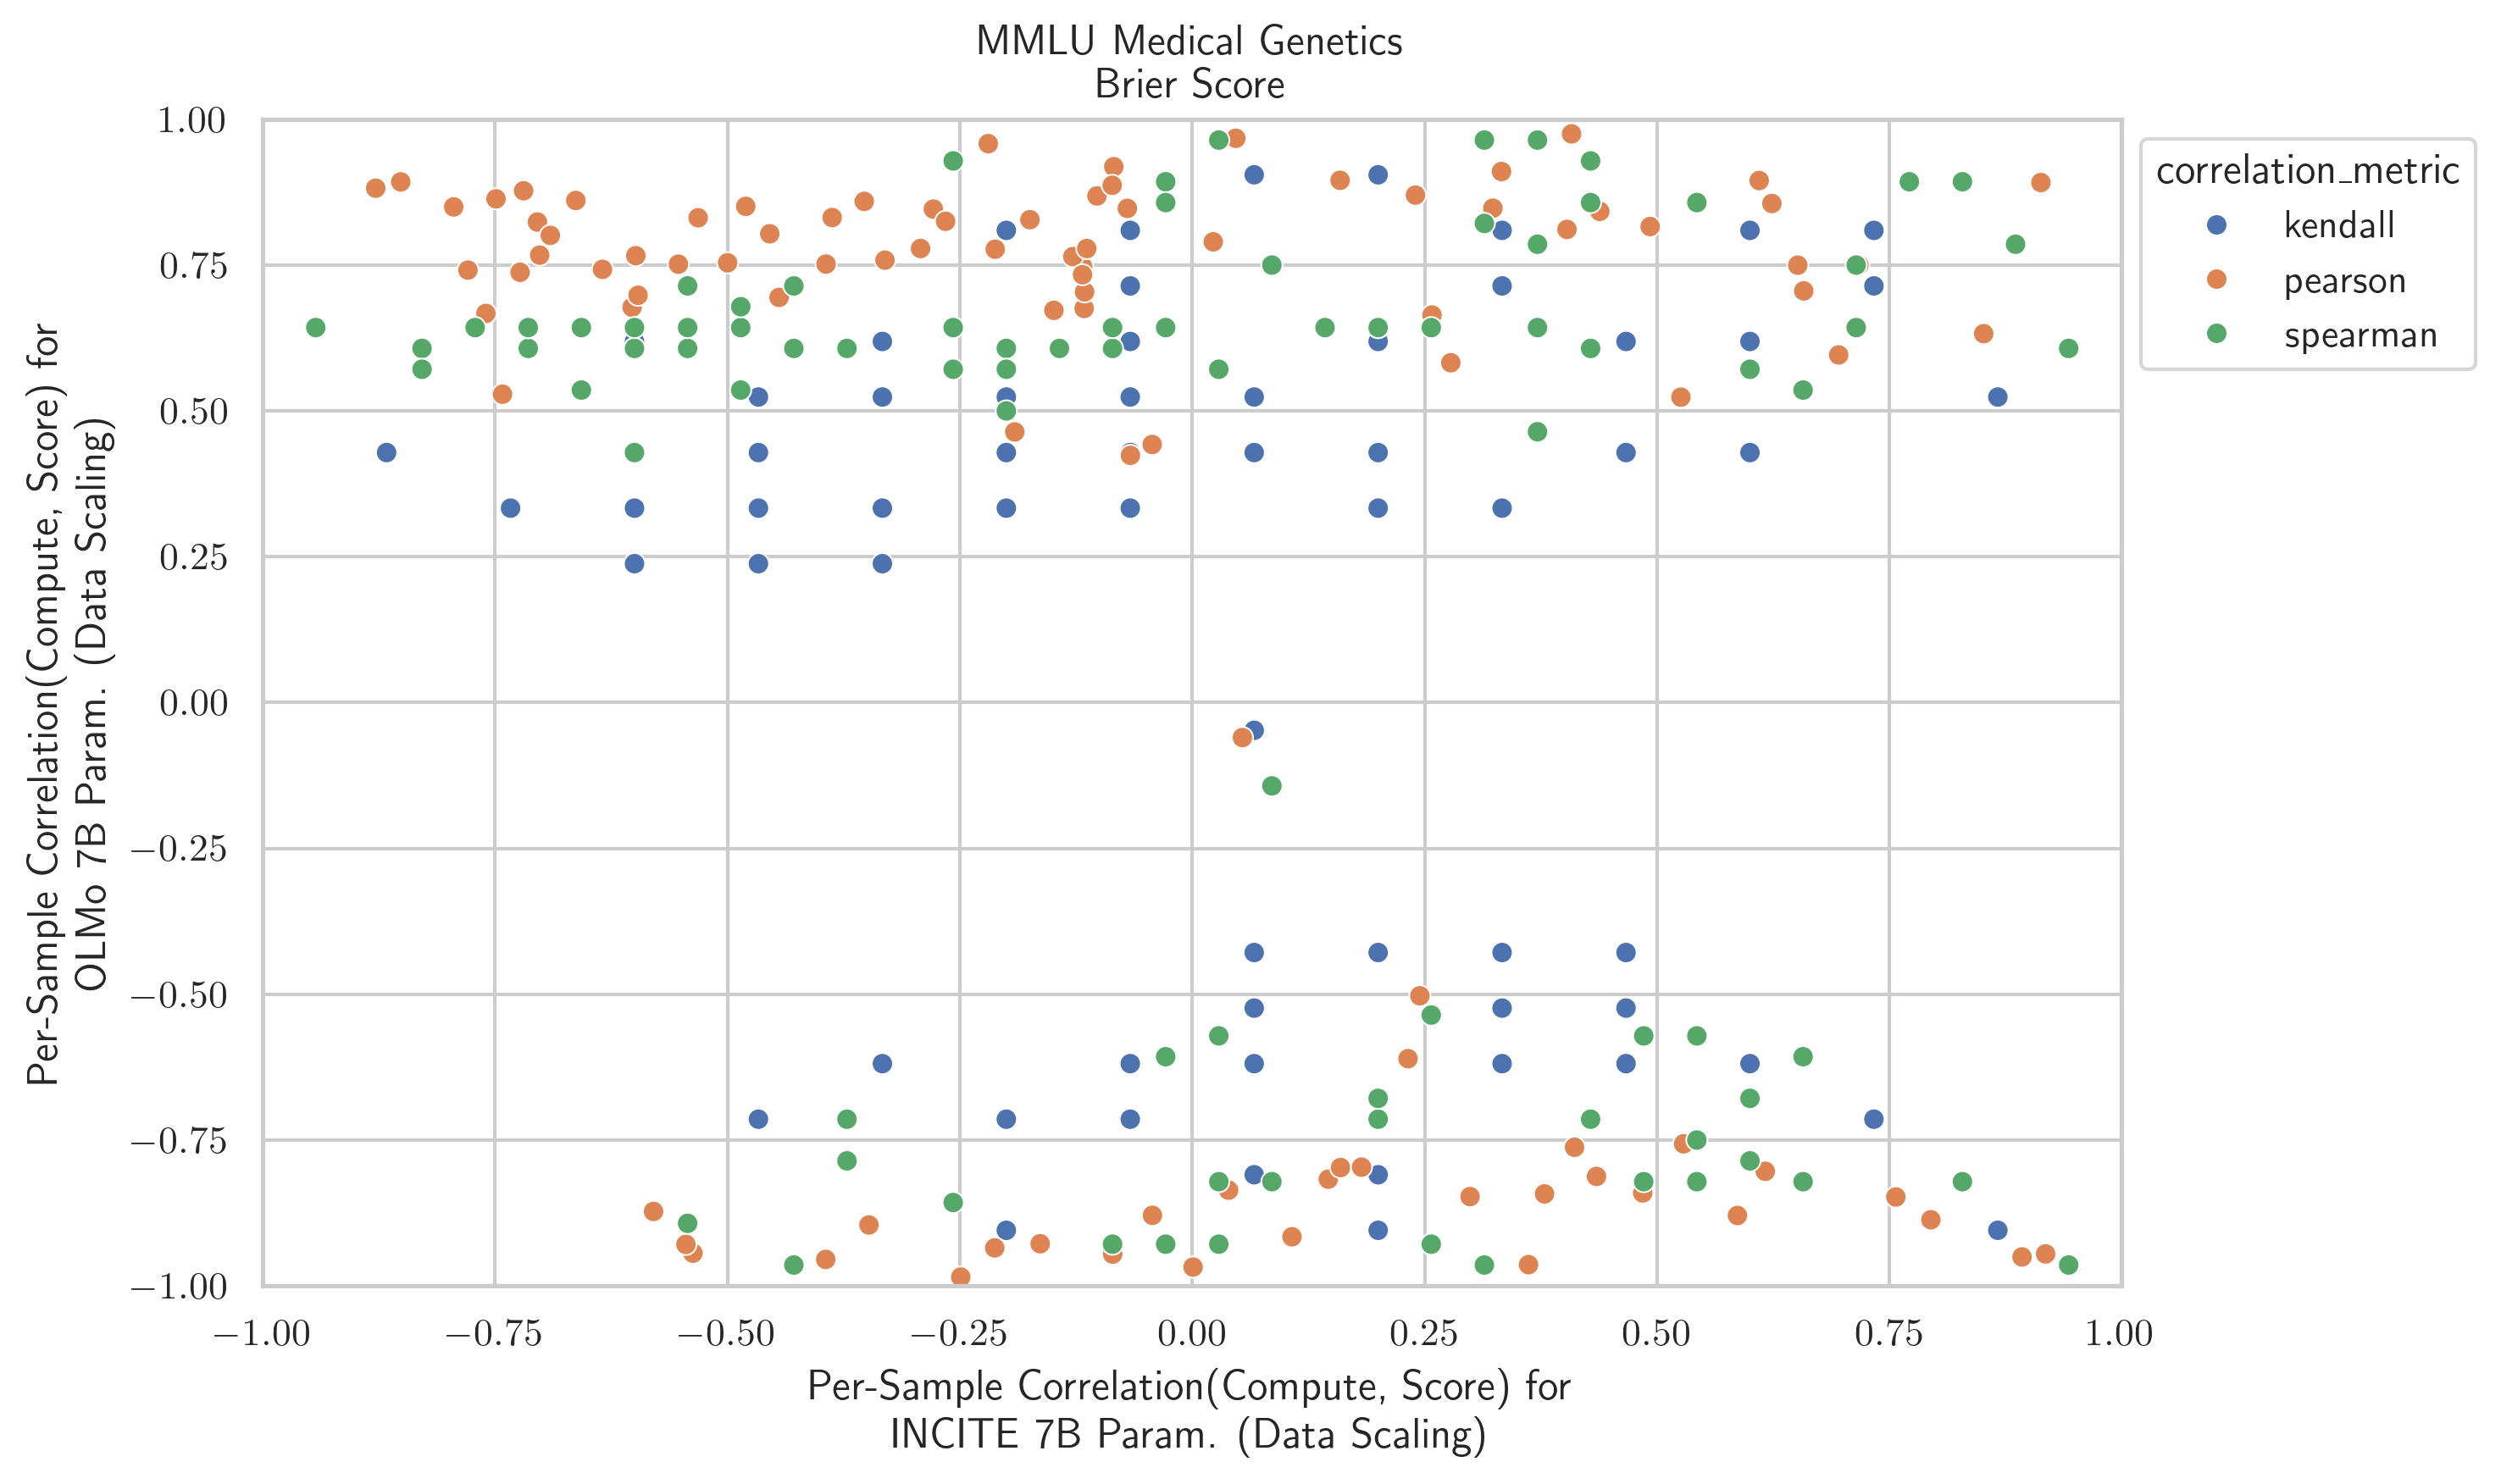 MMLU Medical Genetics
Brier Score
Per-Sample Correlation(Compute, Score) for
OLMo 7B Param. (Data Scaling)
1.00
0.75
0.50
0.25
0.00
−0.25
−0.50
−0.75
−1.00
−1.00 −0.75 −0.50 −0.25 0.00 0.25 0.50 0.75 1.00
Per-Sample Correlation(Compute, Score) for
INCITE 7B Param. (Data Scaling)
correlation_metric
kendall
pearson
spearman